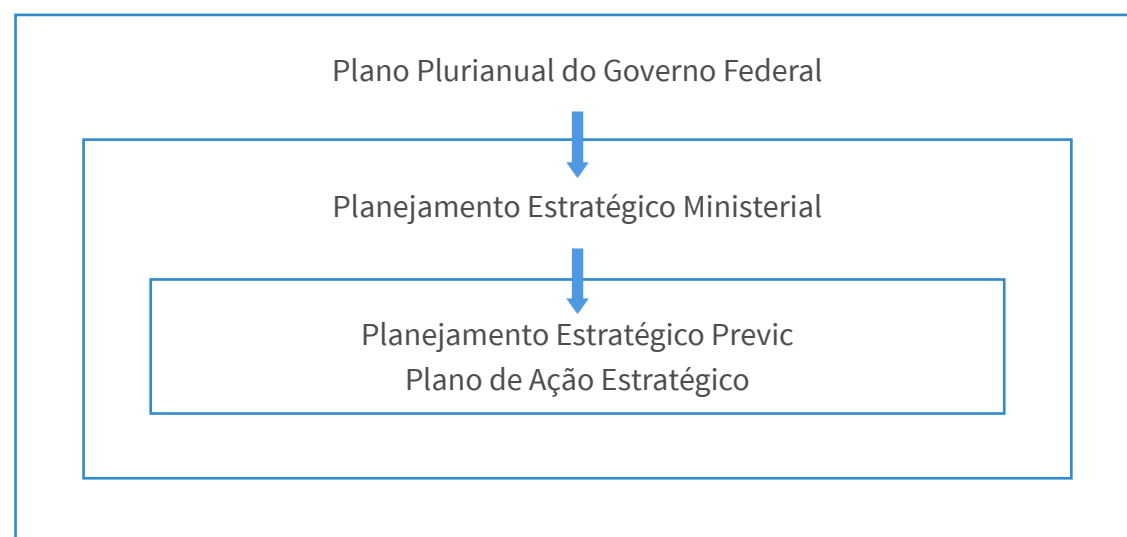 Plano Plurianual do Governo Federal
Planejamento Estratégico Ministerial
Planejamento Estratégico Previc
Plano de Ação Estratégico